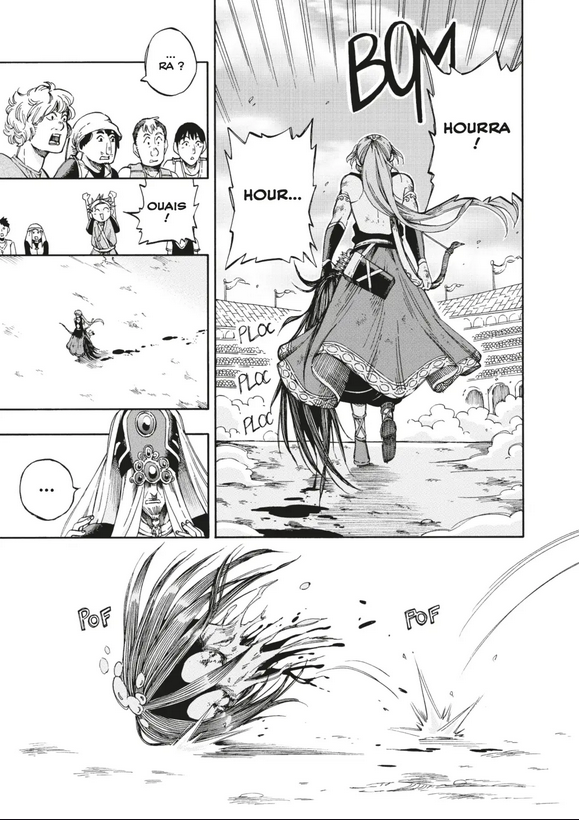 BOM
HOURRA
!
HOUR...
PLOC
PLOC
PLOC
...
RA ?
OUAIS
!
...
POF
POF